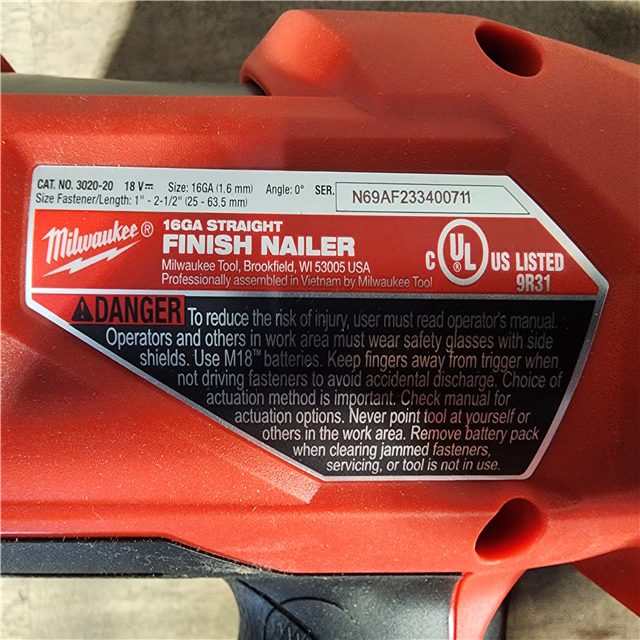 CAT. NO. 3020-20 18 V⎓ Size: 16GA (1.6 mm) Angle: 0° SER. N69AF233400711
Size Fastener/Length: 1" - 2-1/2" (25 - 63.5 mm)
Milwaukee®
16GA STRAIGHT
FINISH NAILER
Milwaukee Tool, Brookfield, WI 53005 USA
Professionally assembled in Vietnam by Milwaukee Tool
C UL® US LISTED
9R31
DANGER To reduce the risk of injury, user must read operator's manual.
Operators and others in work area must wear safety glasses with side
shields. Use M18™ batteries. Keep fingers away from trigger when
not driving fasteners to avoid accidental discharge. Choice of
actuation method is important. Check manual for
actuation options. Never point tool at yourself or
others in the work area. Remove battery pack
when clearing jammed fasteners,
servicing, or tool is not in use.